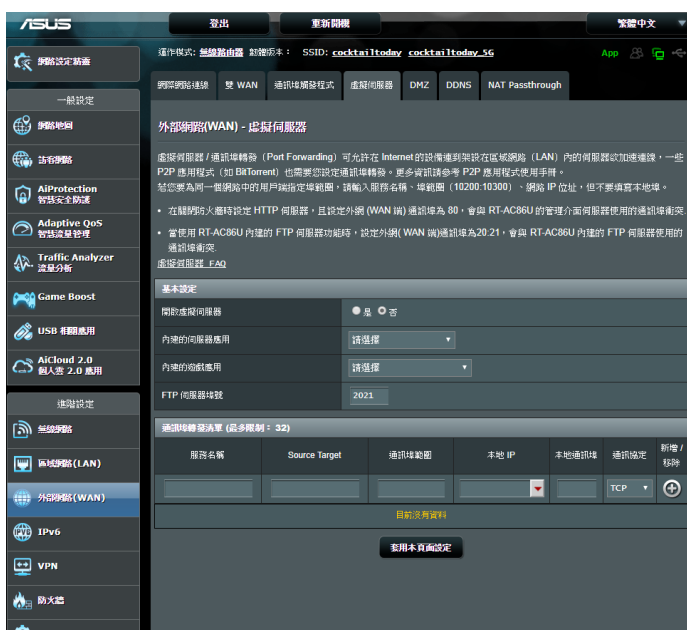 ASUS
登出
重新開機
繁體中文
網路設定精靈
一般設定
網路地圖
訪客網路
AiProtection
智慧安全防護
Adaptive QoS
智慧流量管理
Traffic Analyzer
流量分析
Game Boost
USB 相關應用
AiCloud 2.0
個人雲 2.0 應用
進階設定
無線網路
區域網路(LAN)
外部網路(WAN)
IPv6
VPN
防火牆
運作模式: 無線路由器 韌體版本: SSID: cocktailtoday cocktailtoday_5G
App
網際網路連線 雙 WAN 通訊埠觸發程式 虛擬伺服器 DMZ DDNS NAT Passthrough
外部網路(WAN) - 虛擬伺服器
虛擬伺服器 / 通訊埠轉發（Port Forwarding）可允許在 Internet的設備連到架設在區域網路（LAN）內的伺服器欲加速連線，一些
P2P 應用程式（如 BitTorrent）也需要您設定通訊埠轉發。更多資訊請參考 P2P 應用程式使用手冊。
若您要為同一個網路中的用戶端指定埠範圍，請輸入服務名稱、埠範圍（10200:10300）、網路 IP 位址，但不要填寫本地埠。
• 在關閉防火牆時設定 HTTP 伺服器，且設定外網 (WAN 端) 通訊埠為 80，會與 RT-AC86U 的管理介面伺服器使用的通訊埠衝突.
• 當使用 RT-AC86U 內建的 FTP 伺服器功能時，設定外網( WAN 端)通訊埠為20:21，會與 RT-AC86U 內建的 FTP 伺服器使用的
通訊埠衝突.
虛擬伺服器 FAQ
基本設定
開啟虛擬伺服器 是 否
內建的伺服器應用 請選擇
內建的遊戲應用 請選擇
FTP 伺服器埠號 2021
通訊埠轉發清單 (最多限制 : 32)
服務名稱 Source Target 通訊埠範圍 本地 IP 本地通訊埠 通訊協定 新增 /
移除
TCP
目前沒有資料
套用本頁面設定